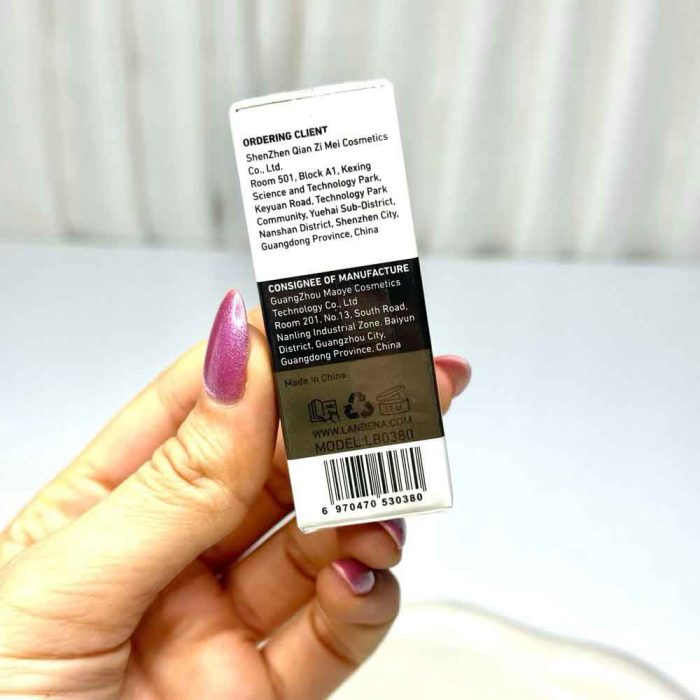 ORDERING CLIENT
ShenZhen Qian Zi Mei Cosmetics
Co., Ltd.
Room 501, Block A1, Kexing
Science and Technology Park,
Keyuan Road, Technology Park
Community, Yuehai Sub-District,
Nanshan District, Shenzhen City,
Guangdong Province, China
CONSIGNEE OF MANUFACTURE
GuangZhou Maoye Cosmetics
Technology Co., Ltd
Room 201, No.13, South Road,
Nanling Industrial Zone. Baiyun
District, Guangzhou City,
Guangdong Province. China
Made in China
WWW.LANBENA.COM
MODEL:LB0380
6 970470 530380